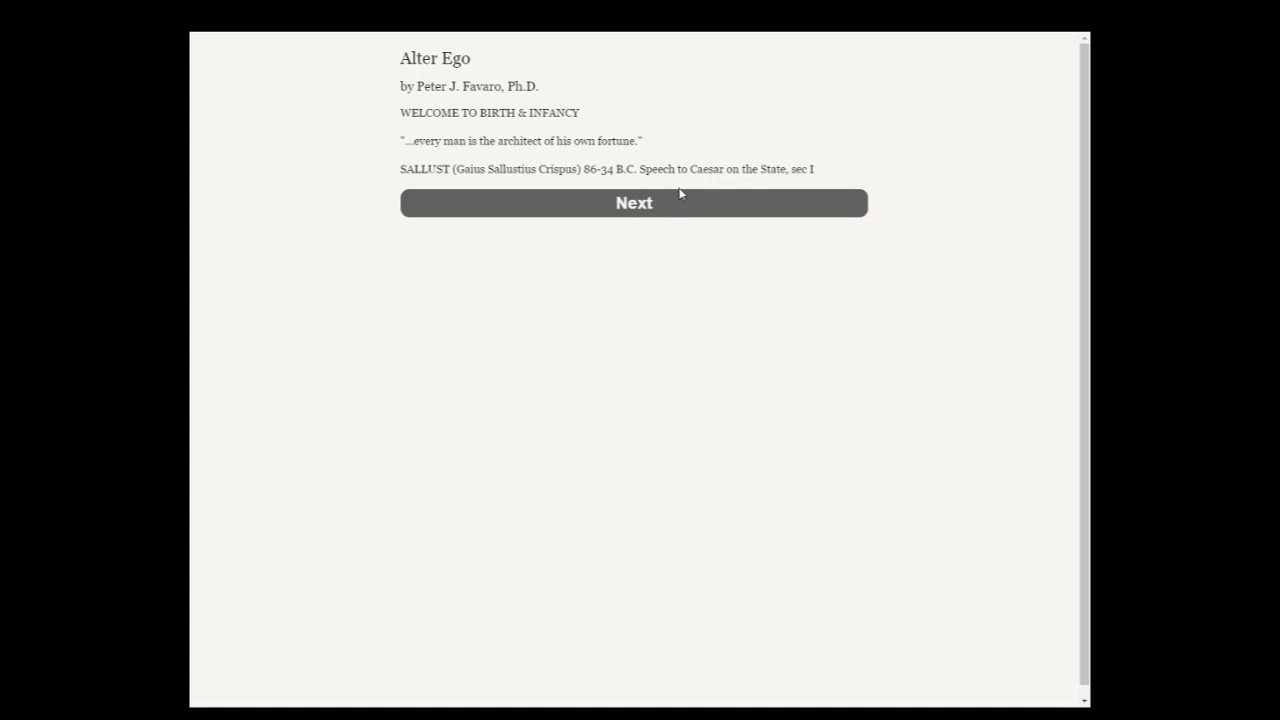 Alter Ego
by Peter J. Favaro, Ph.D.
WELCOME TO BIRTH & INFANCY
"...every man is the architect of his own fortune."
SALLUST (Gaius Sallustius Crispus) 86-34 B.C. Speech to Caesar on the State, sec I
Next